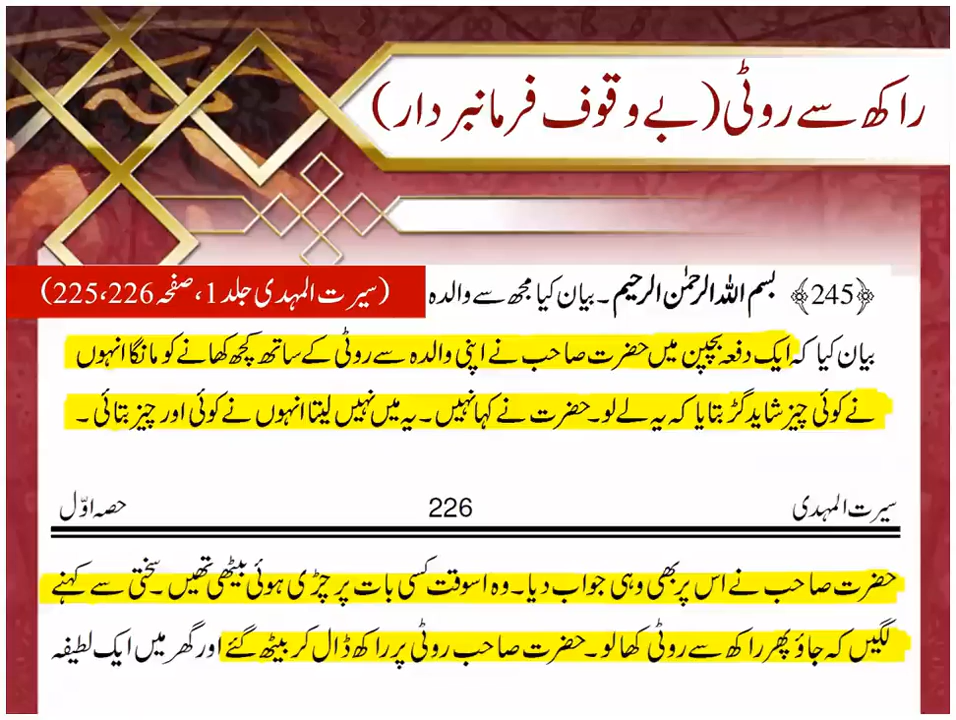 راکھ سے روٹی (بے وقوف فرمانبردار)
﴿245﴾ بسم اللہ الرحمٰن الرحیم ۔ بیان کیا مجھ سے والدہ (سیرت المہدی جلد 1، صفحہ 226،225)
بیان کیا کہ ایک دفعہ بچپن میں حضرت صاحب نے اپنی والدہ سے روٹی کے ساتھ کچھ کھانے کو مانگا انہوں
نے کوئی چیز شاید گڑ بتایا کہ یہ لے لو۔ حضرت نے کہا نہیں۔ یہ میں نہیں لیتا انہوں نے کوئی اور چیز بتائی ۔
سیرت المہدی 226 حصہ اوّل
حضرت صاحب نے اس پر بھی وہی جواب دیا۔ وہ اسوقت کسی بات پر چڑی ہوئی بیٹھی تھیں ۔ سختی سے کہنے
لگیں کہ جاؤ پھر راکھ سے روٹی کھالو۔ حضرت صاحب روٹی پر راکھ ڈال کر بیٹھ گئے اور گھر میں ایک لطیفہ